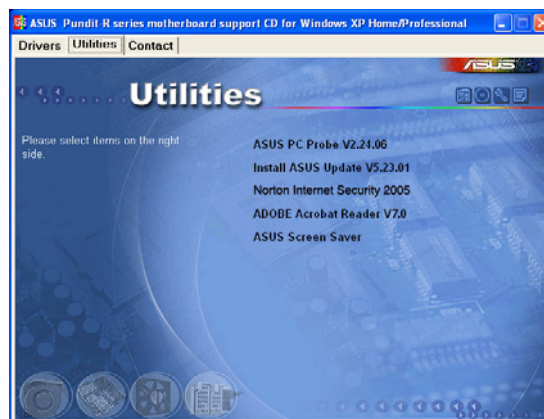 ASUS Pundit-R series motherboard support CD for Windows XP Home/Professional
Drivers Utilities Contact
ASUS
Utilities
Please select items on the right
side.
ASUS PC Probe V2.24.06
Install ASUS Update V5.23.01
Norton Internet Security 2005
ADOBE Acrobat Reader V7.0
ASUS Screen Saver